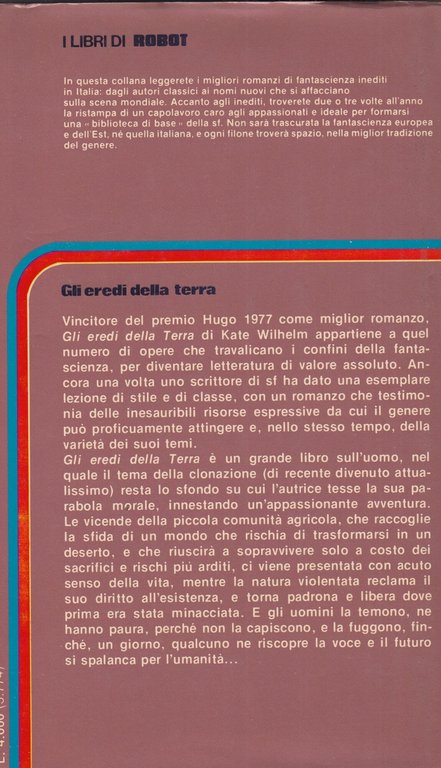 I LIBRI DI ROBOT
In questa collana leggerete i migliori romanzi di fantascienza inediti
in Italia: dagli autori classici ai nomi nuovi che si affacciano
sulla scena mondiale. Accanto agli inediti, troverete due o tre volte all'anno
la ristampa di un capolavoro caro agli appassionati e ideale per formarsi
una «biblioteca di base» della sf. Non sarà trascurata la fantascienza europea
e dell'Est, né quella italiana, e ogni filone troverà spazio, nella miglior tradizione
del genere.
Gli eredi della terra
Vincitore del premio Hugo 1977 come miglior romanzo,
Gli eredi della Terra di Kate Wilhelm appartiene a quel
numero di opere che travalicano i confini della fanta-
scienza, per diventare letteratura di valore assoluto. An-
cora una volta uno scrittore di sf ha dato una esemplare
lezione di stile e di classe, con un romanzo che testimo-
nia delle inesauribili risorse espressive da cui il genere
può proficuamente attingere e, nello stesso tempo, della
varietà dei suoi temi.
Gli eredi della Terra è un grande libro sull'uomo, nel
quale il tema della clonazione (di recente divenuto attua-
lissimo) resta lo sfondo su cui l'autrice tesse la sua pa-
rabola morale, innestando un'appassionante avventura.
Le vicende della piccola comunità agricola, che raccoglie
la sfida di un mondo che rischia di trasformarsi in un
deserto, e che riuscirà a sopravvivere solo a costo dei
sacrifici e rischi piú arditi, ci viene presentata con acuto
senso della vita, mentre la natura violentata reclama il
suo diritto all'esistenza, e torna padrona e libera dove
prima era stata minacciata. E gli uomini la temono, ne
hanno paura, perché non la capiscono, e la fuggono, fin-
ché, un giorno, qualcuno ne riscopre la voce e il futuro
si spalanca per l'umanità...
L. 4.000